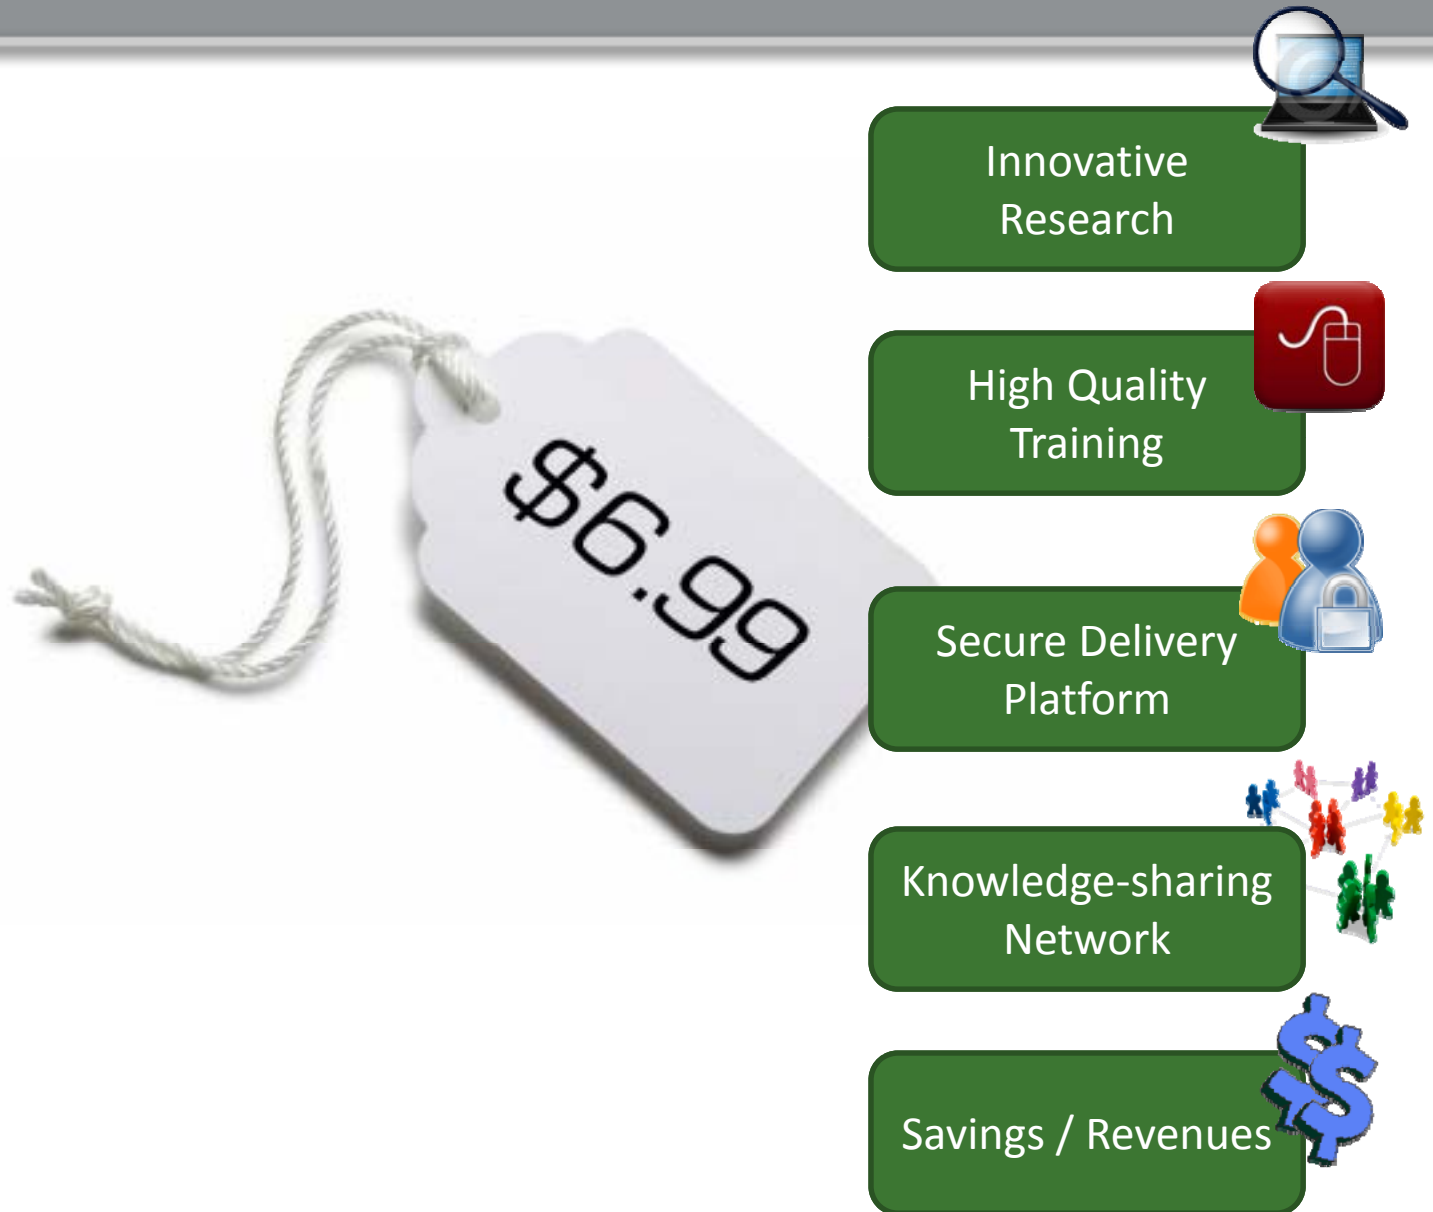 Innovative
Research
High Quality
Training
$6.99
Secure Delivery
Platform
Knowledge-sharing
Network
Savings / Revenues